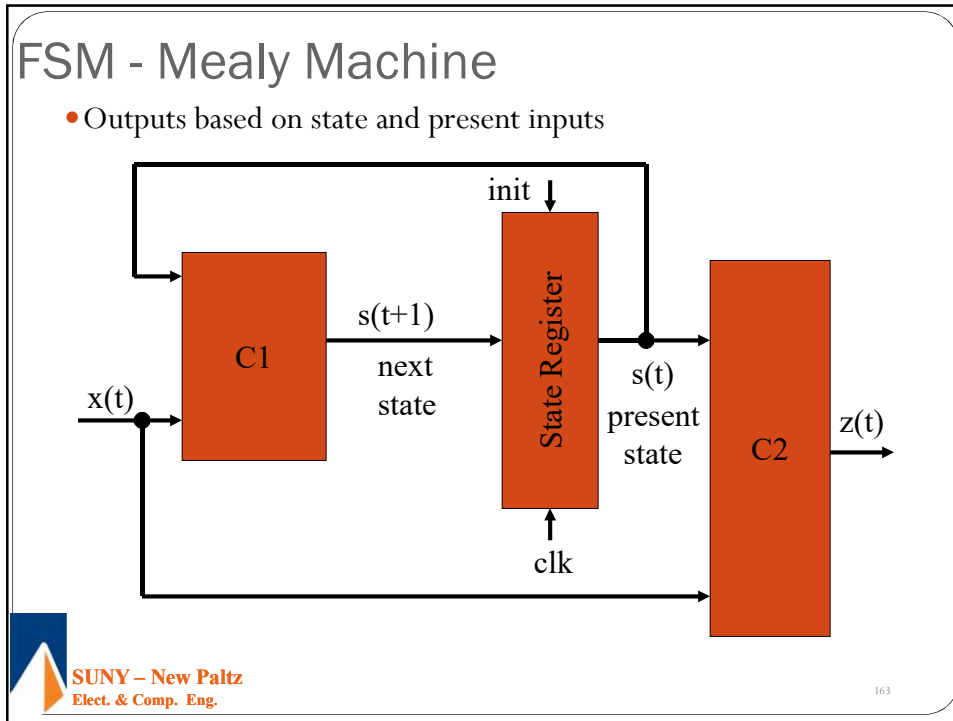 FSM - Mealy Machine
• Outputs based on state and present inputs
init
C1
s(t+1)
next
state
State Register
s(t)
present
state
x(t)
C2
z(t)
clk
SUNY – New Paltz
Elect. & Comp. Eng.
163